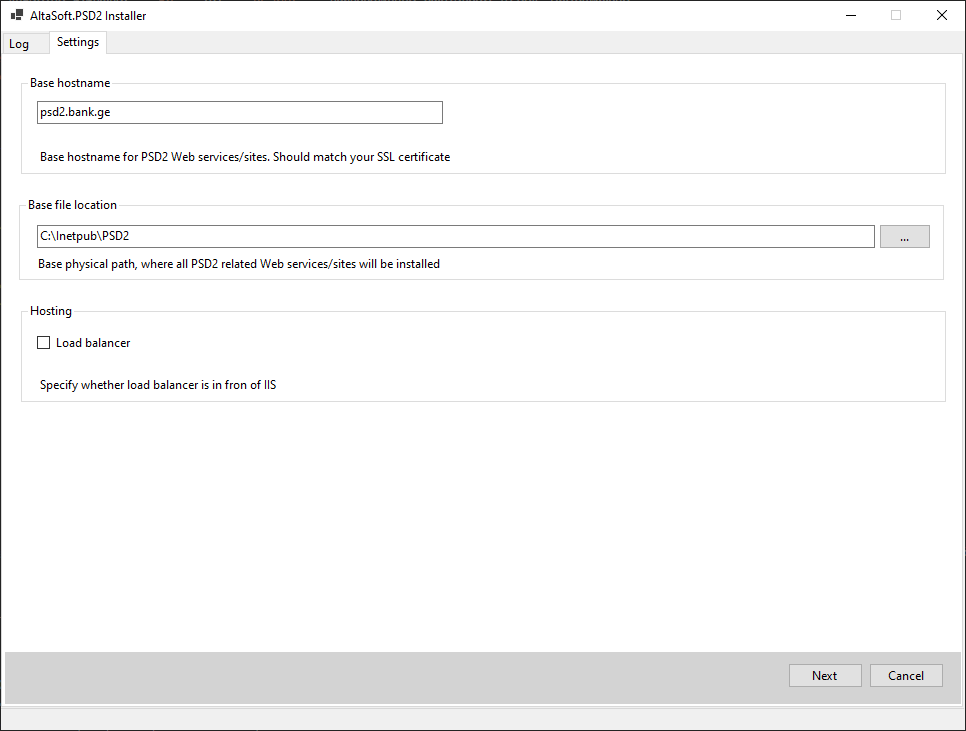 AltaSoft.PSD2 Installer
Log
Settings
Base hostname
psd2.bank.ge
Base hostname for PSD2 Web services/sites. Should match your SSL certificate
Base file location
C:\Inetpub\PSD2
...
Base physical path, where all PSD2 related Web services/sites will be installed
Hosting
Load balancer
Specify whether load balancer is in fron of IIS
Next
Cancel